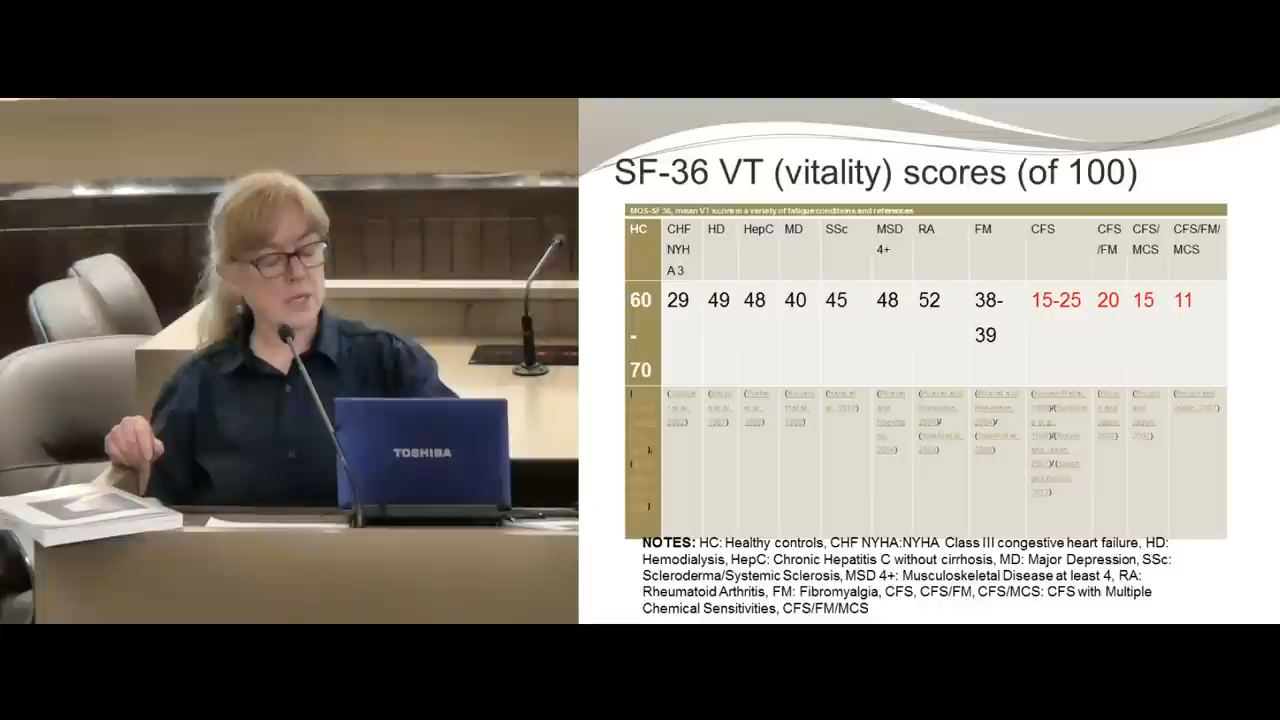 TOSHIBA
SF-36 VT (vitality) scores (of 100)
MOS-SF 36, mean VT score in a variety of fatigue conditions and references
HC CHF NYH A 3 HD HepC MD SSc MSD 4+ RA FM CFS CFS /FM CFS/ MCS CFS/FM/ MCS
60 - 70 29 49 48 40 45 48 52 38- 39 15-25 20 15 11
NOTES: HC: Healthy controls, CHF NYHA:NYHA Class III congestive heart failure, HD:
Hemodialysis, HepC: Chronic Hepatitis C without cirrhosis, MD: Major Depression, SSc:
Scleroderma/Systemic Sclerosis, MSD 4+: Musculoskeletal Disease at least 4, RA:
Rheumatoid Arthritis, FM: Fibromyalgia, CFS, CFS/FM, CFS/MCS: CFS with Multiple
Chemical Sensitivities, CFS/FM/MCS